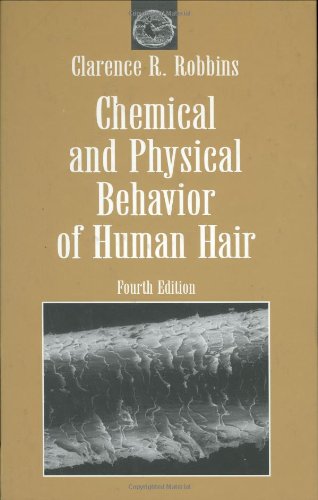 Clarence R. Robbins
Chemical
and Physical
Behavior
of Human Hair
Fourth Edition